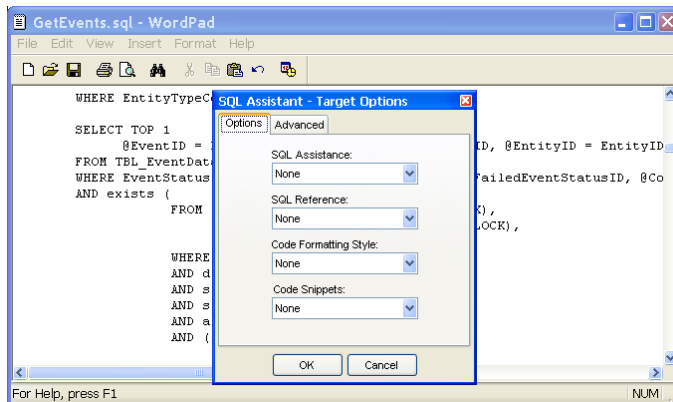 GetEvents.sql - WordPad
File Edit View Insert Format Help
WHERE EntityTypeC
SELECT TOP 1
@EventID = ID, @EntityID = EntityID
FROM TBL_EventDat
WHERE EventStatus FailedEventStatusID, @Co
AND exists (
FROM ),
LOCK),
WHERE
AND d
AND s
AND s
AND a
AND (
SQL Assistant - Target Options
Options Advanced
SQL Assistance:
None
SQL Reference:
None
Code Formatting Style:
None
Code Snippets:
None
OK Cancel
For Help, press F1 NUM